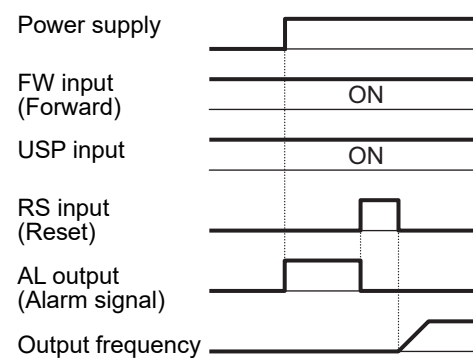 Power supply
FW input
(Forward)
ON
USP input
ON
RS input
(Reset)
AL output
(Alarm signal)
Output frequency